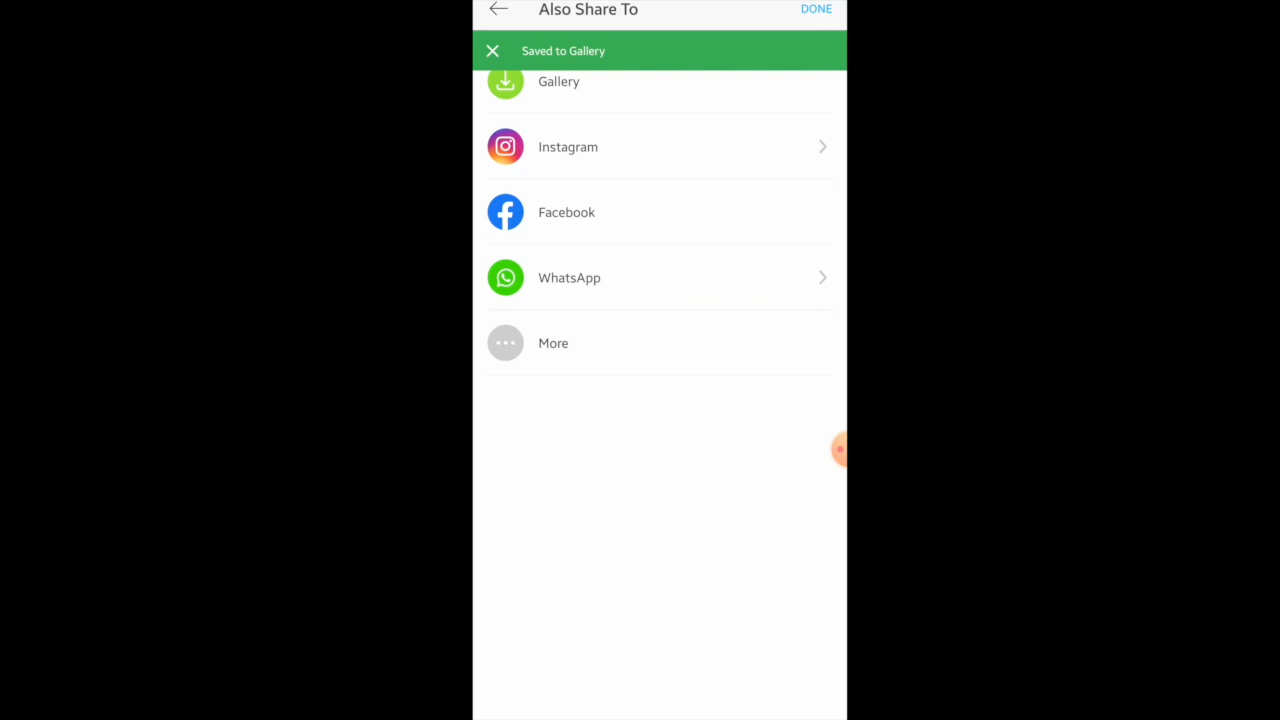 Also Share To
DONE
Saved to Gallery
Gallery
Instagram
Facebook
WhatsApp
More